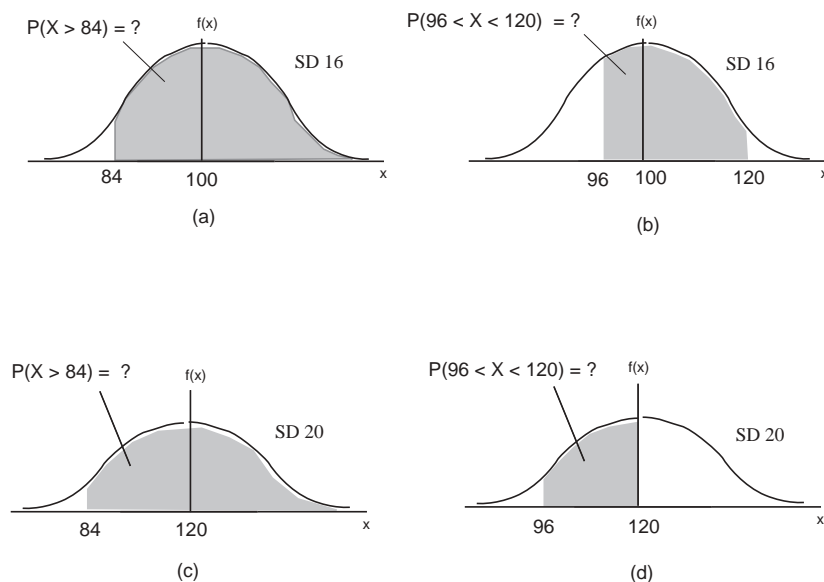 f(x)
P(X > 84) = ?
SD 16
84
100
x
(a)
f(x)
P(96 < X < 120) = ?
SD 16
96
100
120
x
(b)
P(X > 84) = ?
f(x)
SD 20
84
120
x
(c)
P(96 < X < 120) = ?
f(x)
SD 20
96
120
x
(d)